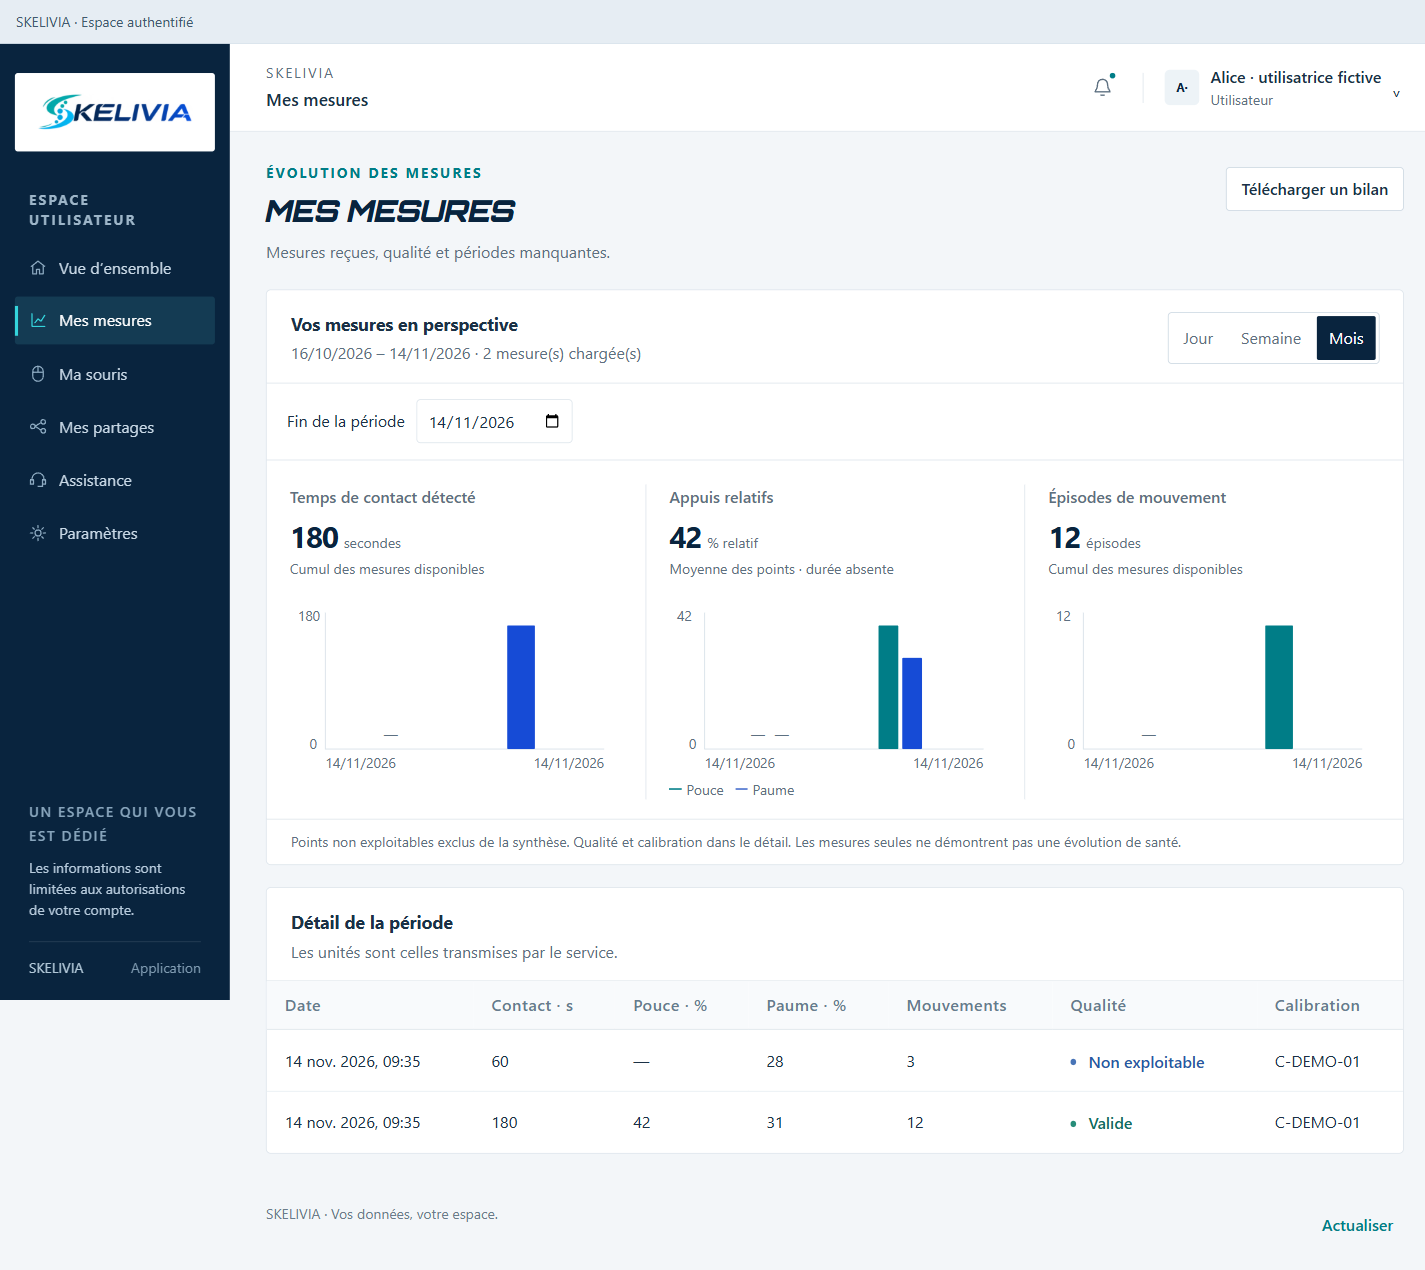 SKELIVIA · Espace authentifié
SKELIVIA
ESPACE
UTILISATEUR
Vue d'ensemble
Mes mesures
Ma souris
Mes partages
Assistance
Paramètres
UN ESPACE QUI VOUS
EST DÉDIÉ
Les informations sont
limitées aux autorisations
de votre compte.
SKELIVIA Application
SKELIVIA
Mes mesures
A·
Alice · utilisatrice fictive
Utilisateur
v
ÉVOLUTION DES MESURES
MES MESURES
Mesures reçues, qualité et périodes manquantes.
Télécharger un bilan
Vos mesures en perspective
16/10/2026 – 14/11/2026 · 2 mesure(s) chargée(s)
Jour Semaine Mois
Fin de la période 14/11/2026
Temps de contact détecté
180 secondes
Cumul des mesures disponibles
180
—
0
14/11/2026 14/11/2026
Appuis relatifs
42 % relatif
Moyenne des points · durée absente
42
— —
0
14/11/2026 14/11/2026
Pouce Paume
Épisodes de mouvement
12 épisodes
Cumul des mesures disponibles
12
—
0
14/11/2026 14/11/2026
Points non exploitables exclus de la synthèse. Qualité et calibration dans le détail. Les mesures seules ne démontrent pas une évolution de santé.
Détail de la période
Les unités sont celles transmises par le service.
Date Contact · s Pouce · % Paume · % Mouvements Qualité Calibration
14 nov. 2026, 09:35 60 — 28 3 Non exploitable C-DEMO-01
14 nov. 2026, 09:35 180 42 31 12 Valide C-DEMO-01
SKELIVIA · Vos données, votre espace.
Actualiser